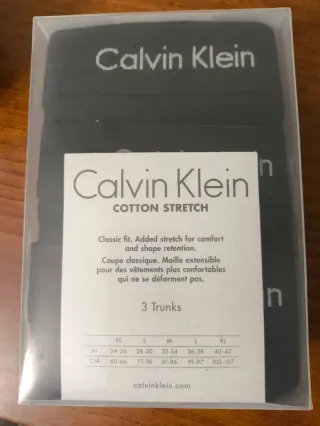 Calvin Klein
Calvin Klein
COTTON STRETCH
Classic fit. Added stretch for comfort
and shape retention.
Coupe classique. Maille extensible
pour des vêtements plus confortables
qui ne se déforment pas.
3 Trunks
XS S M L XL
IN 24-26 28-30 32-34 36-38 40-42
CM 60-66 71-76 81-86 91-97 102-107
calvinklein.com